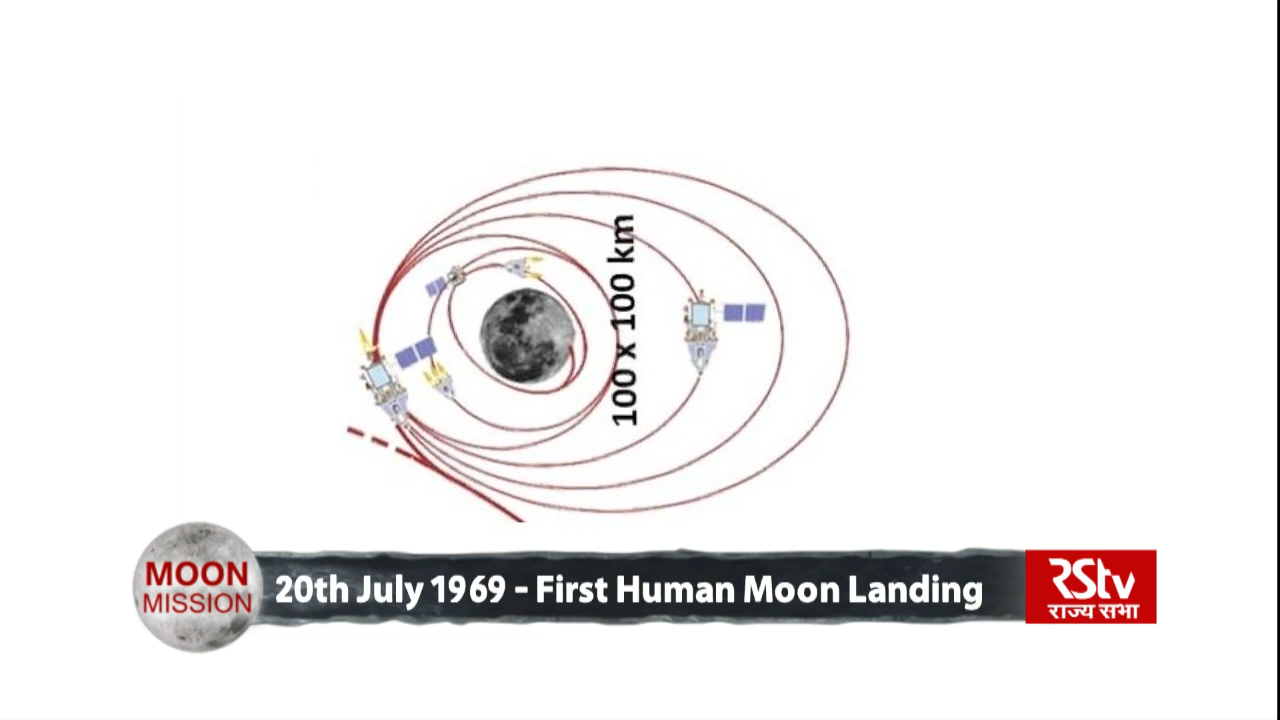 100 x 100 km
MOON
MISSION
20th July 1969 - First Human Moon Landing
RStv
राज्य सभा